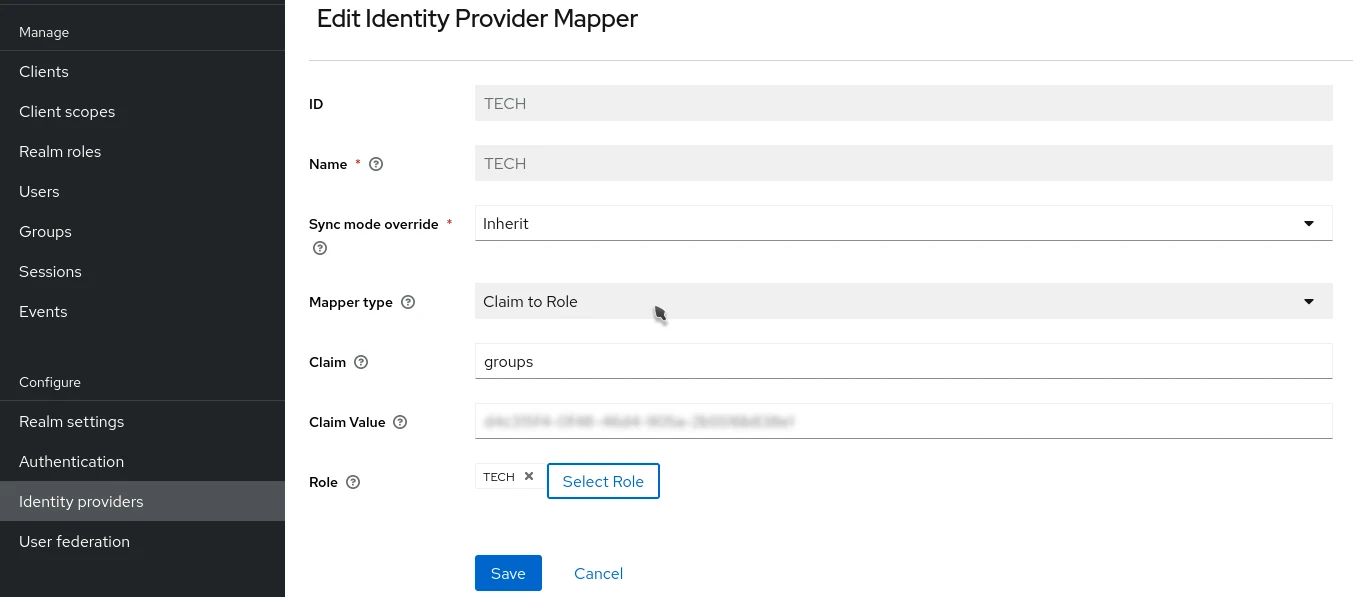 Manage
Clients
Client scopes
Realm roles
Users
Groups
Sessions
Events
Configure
Realm settings
Authentication
Identity providers
User federation
Edit Identity Provider Mapper
ID TECH
Name * TECH
Sync mode override * Inherit
Mapper type Claim to Role
Claim groups
Claim Value
Role TECH Select Role
Save Cancel